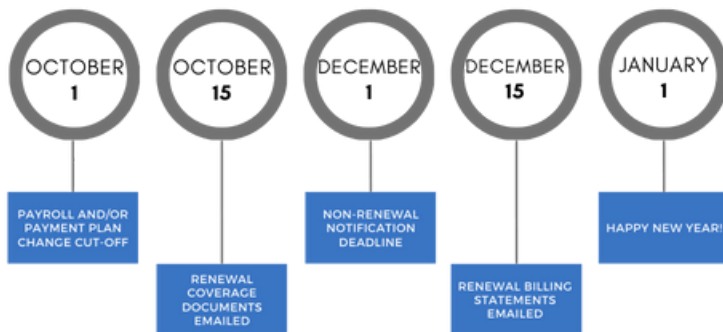 OCTOBER
1
OCTOBER
15
DECEMBER
1
DECEMBER
15
JANUARY
1
PAYROLL AND/OR
PAYMENT PLAN
CHANGE CUT-OFF
RENEWAL
COVERAGE
DOCUMENTS
EMAILED
NON-RENEWAL
NOTIFICATION
DEADLINE
RENEWAL BILLING
STATEMENTS
EMAILED
HAPPY NEW YEAR!